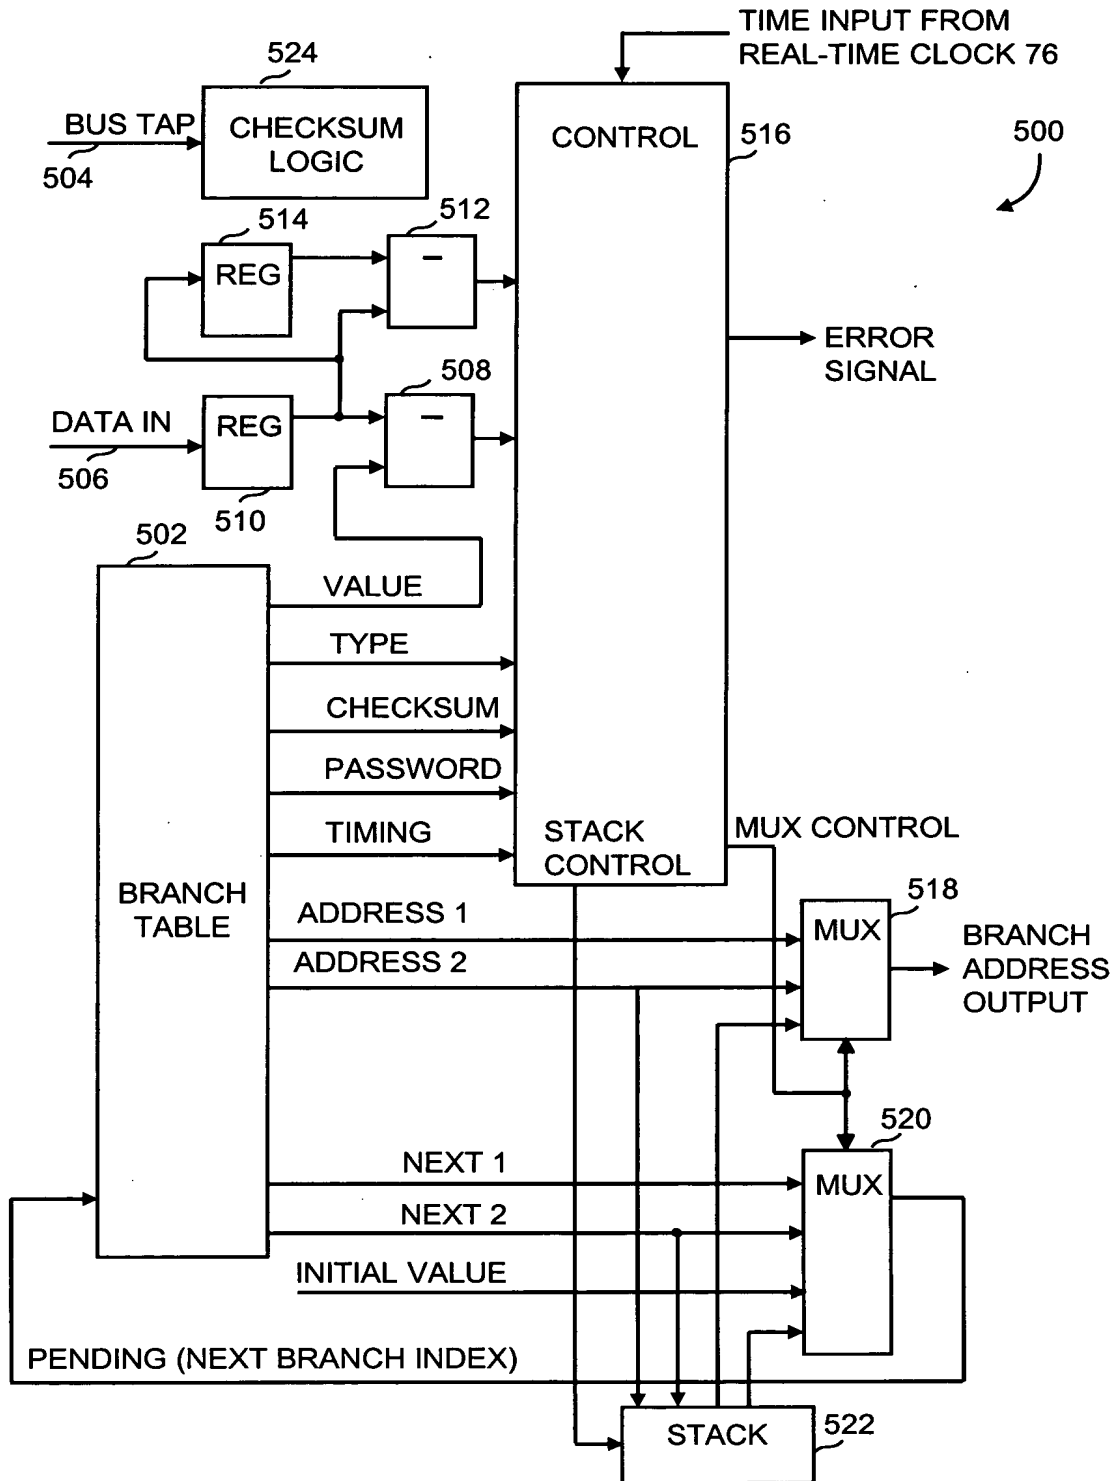 TIME INPUT FROM
REAL-TIME CLOCK 76
524
BUS TAP
504
CHECKSUM
LOGIC
CONTROL
516
500
514
REG
512
–
ERROR
SIGNAL
508
–
DATA IN
506
REG
510
502
VALUE
TYPE
CHECKSUM
PASSWORD
TIMING
STACK
CONTROL
MUX CONTROL
BRANCH
TABLE
ADDRESS 1
ADDRESS 2
518
MUX
BRANCH
ADDRESS
OUTPUT
520
NEXT 1
MUX
NEXT 2
INITIAL VALUE
PENDING (NEXT BRANCH INDEX)
STACK
522